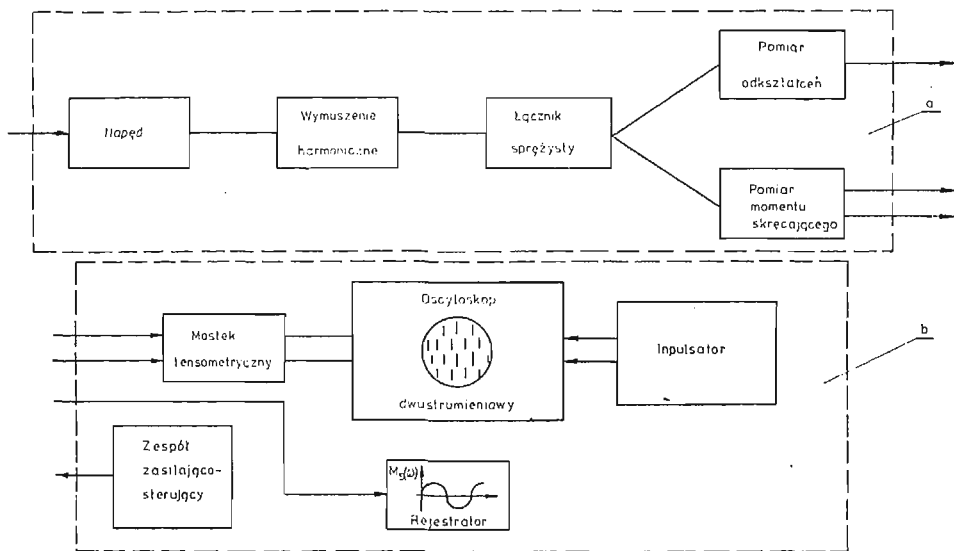 Pomiar
odkształceń
a
Napęd
Wymuszenie
harmoniczne
Łącznik
sprężysty
Pomiar
momentu
skręcającego
Mostek
tensometryczny
Oscyloskop
dwustrumieniowy
Inpulsator
b
Zespół
zasilająco-
sterujący
Ms(ω)
Rejestrator